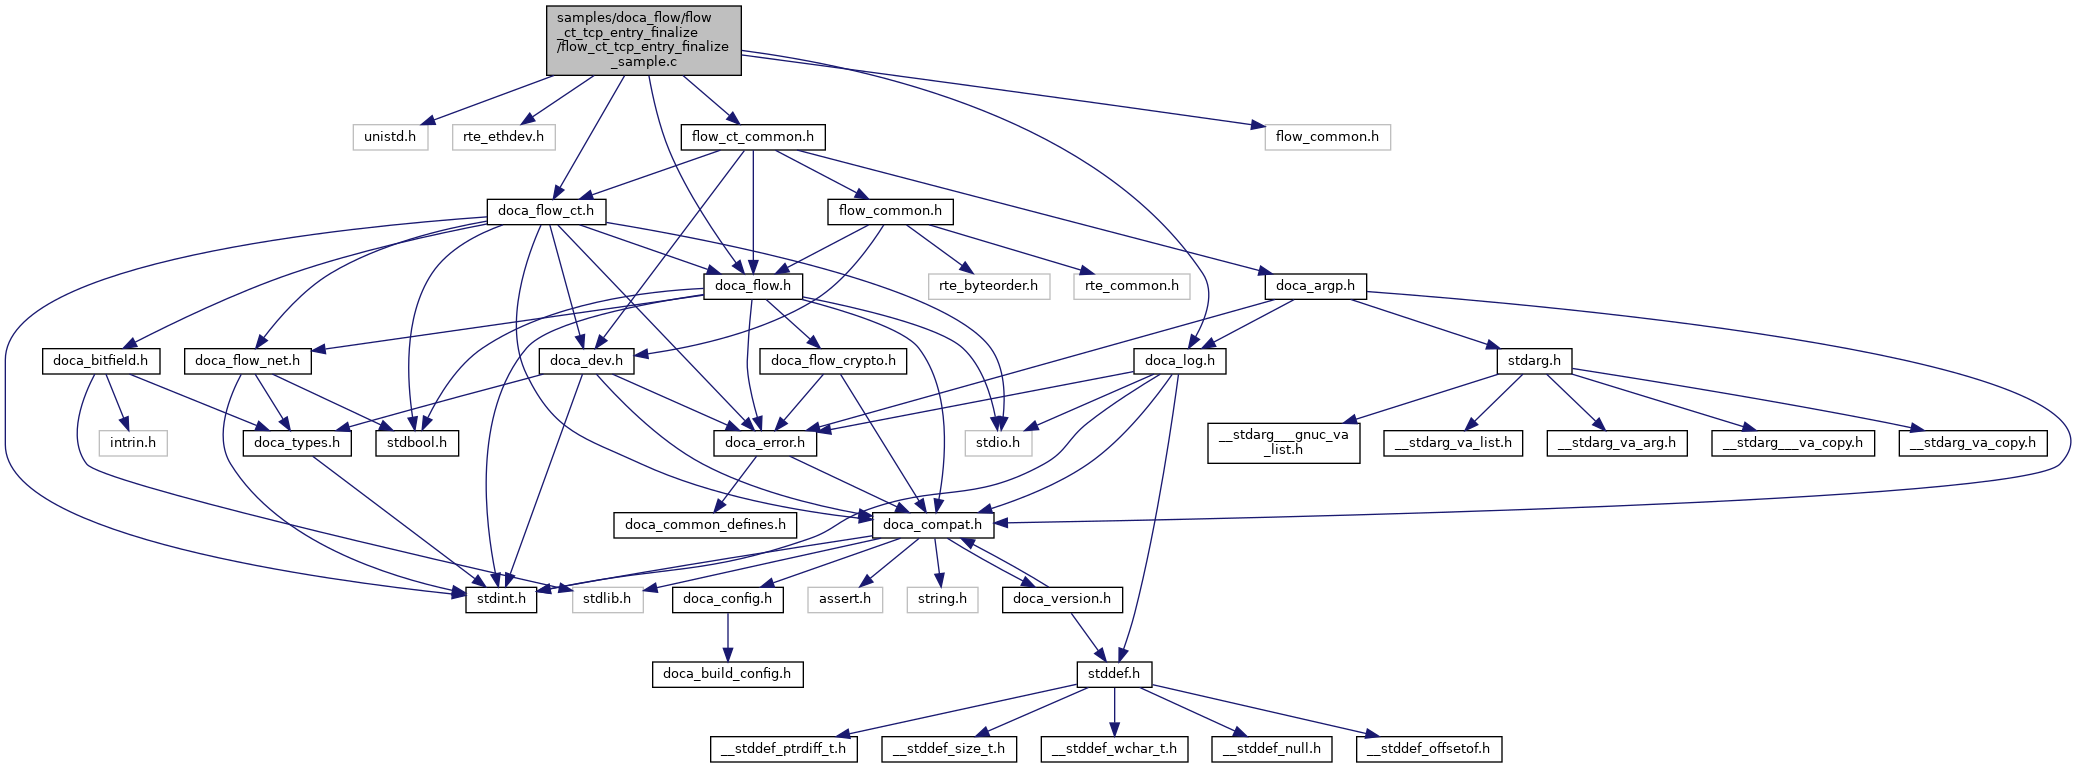 samples/doca_flow/flow
_ct_tcp_entry_finalize
/flow_ct_tcp_entry_finalize
_sample.c
unistd.h
rte_ethdev.h
flow_ct_common.h
flow_common.h
doca_flow_ct.h
flow_common.h
doca_flow.h
rte_byteorder.h
rte_common.h
doca_argp.h
doca_bitfield.h
doca_flow_net.h
doca_dev.h
doca_flow_crypto.h
doca_log.h
stdarg.h
intrin.h
doca_types.h
stdbool.h
doca_error.h
stdio.h
__stdarg___gnuc_va
_list.h
__stdarg_va_list.h
__stdarg_va_arg.h
__stdarg___va_copy.h
__stdarg_va_copy.h
doca_common_defines.h
doca_compat.h
stdint.h
stdlib.h
doca_config.h
assert.h
string.h
doca_version.h
doca_build_config.h
stddef.h
__stddef_ptrdiff_t.h
__stddef_size_t.h
__stddef_wchar_t.h
__stddef_null.h
__stddef_offsetof.h